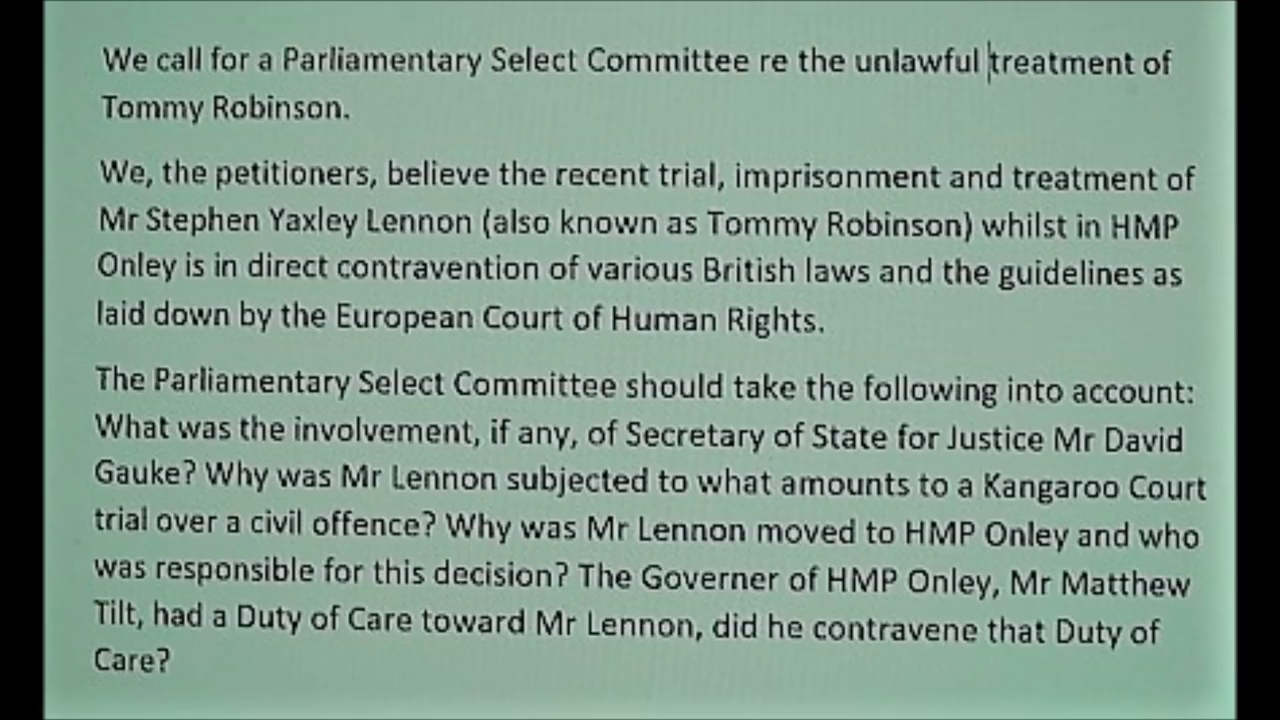 We call for a Parliamentary Select Committee re the unlawful treatment of
Tommy Robinson.
We, the petitioners, believe the recent trial, imprisonment and treatment of
Mr Stephen Yaxley Lennon (also known as Tommy Robinson) whilst in HMP
Onley is in direct contravention of various British laws and the guidelines as
laid down by the European Court of Human Rights.
The Parliamentary Select Committee should take the following into account:
What was the involvement, if any, of Secretary of State for Justice Mr David
Gauke? Why was Mr Lennon subjected to what amounts to a Kangaroo Court
trial over a civil offence? Why was Mr Lennon moved to HMP Onley and who
was responsible for this decision? The Governer of HMP Onley, Mr Matthew
Tilt, had a Duty of Care toward Mr Lennon, did he contravene that Duty of
Care?